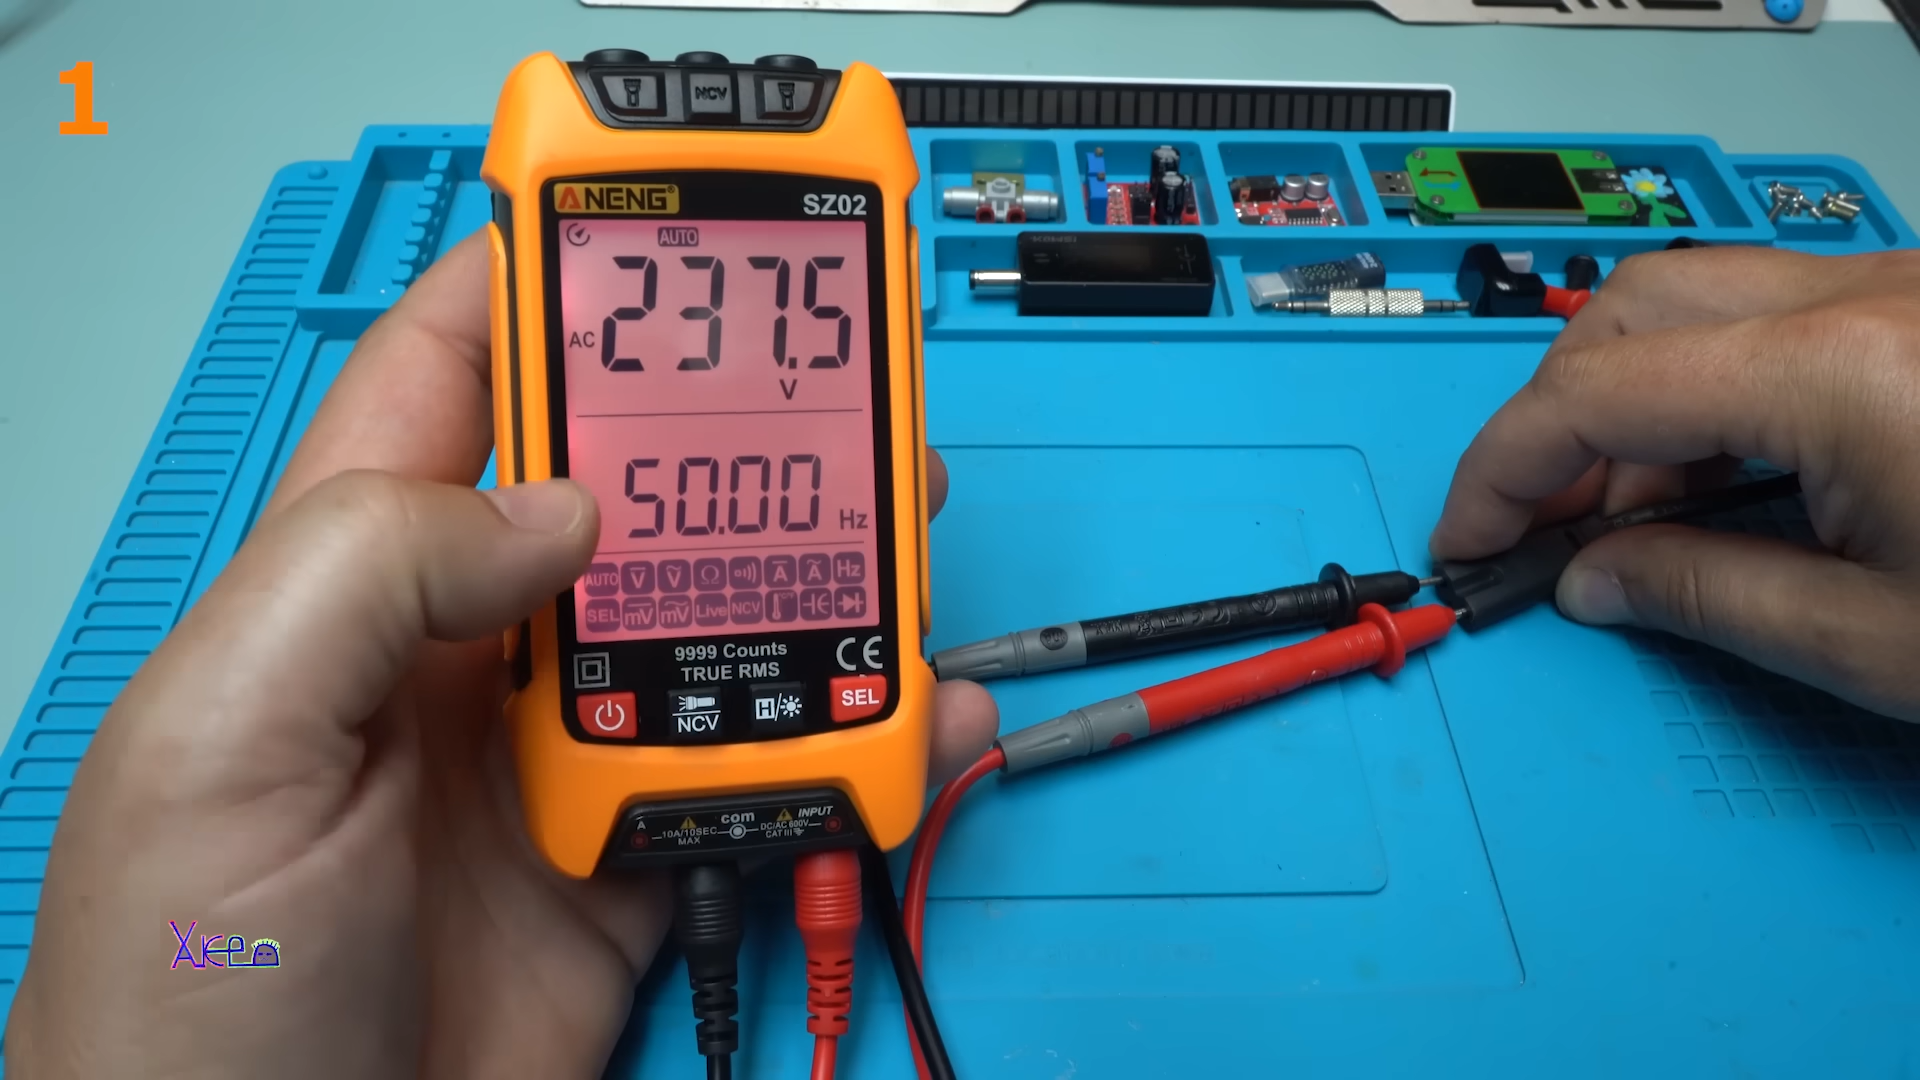 1
NCV
ANENG®
SZ02
AUTO
AC 237.5
V
50.00 Hz
AUTO V V Ω A A Hz
SEL mV mV Live NCV °C/°F
9999 Counts
TRUE RMS
CE
NCV
H/
SEL
A
10A/10SEC
MAX
com
INPUT
DC/AC 600V
CAT III
Хкео